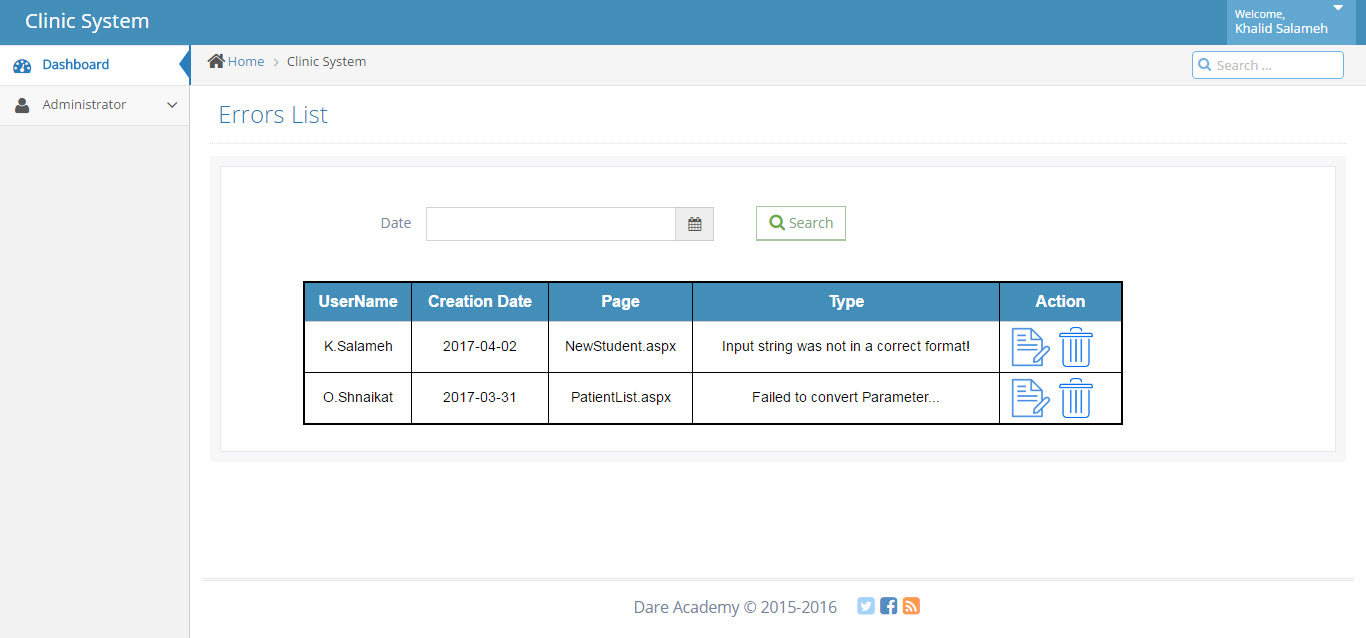 Clinic System
Welcome,
Khalid Salameh
Dashboard
Home > Clinic System
Search ...
Administrator
Errors List
Date
Search
UserName Creation Date Page Type Action
K.Salameh 2017-04-02 NewStudent.aspx Input string was not in a correct format!
O.Shnaikat 2017-03-31 PatientList.aspx Failed to convert Parameter...
Dare Academy © 2015-2016